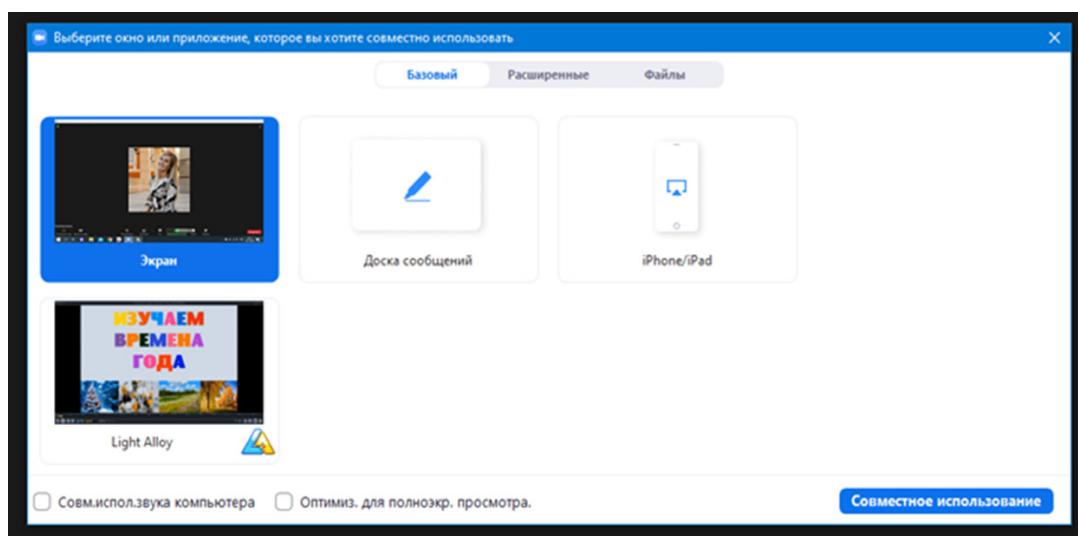 Выберите окно или приложение, которое вы хотите совместно использовать
Базовый Расширенные Файлы
Экран Доска сообщений iPhone/iPad
ИЗУЧАЕМ
ВРЕМЕНА
ГОДА
Light Alloy
Совм.испол.звука компьютера Оптимиз. для полноэкр. просмотра. Совместное использование